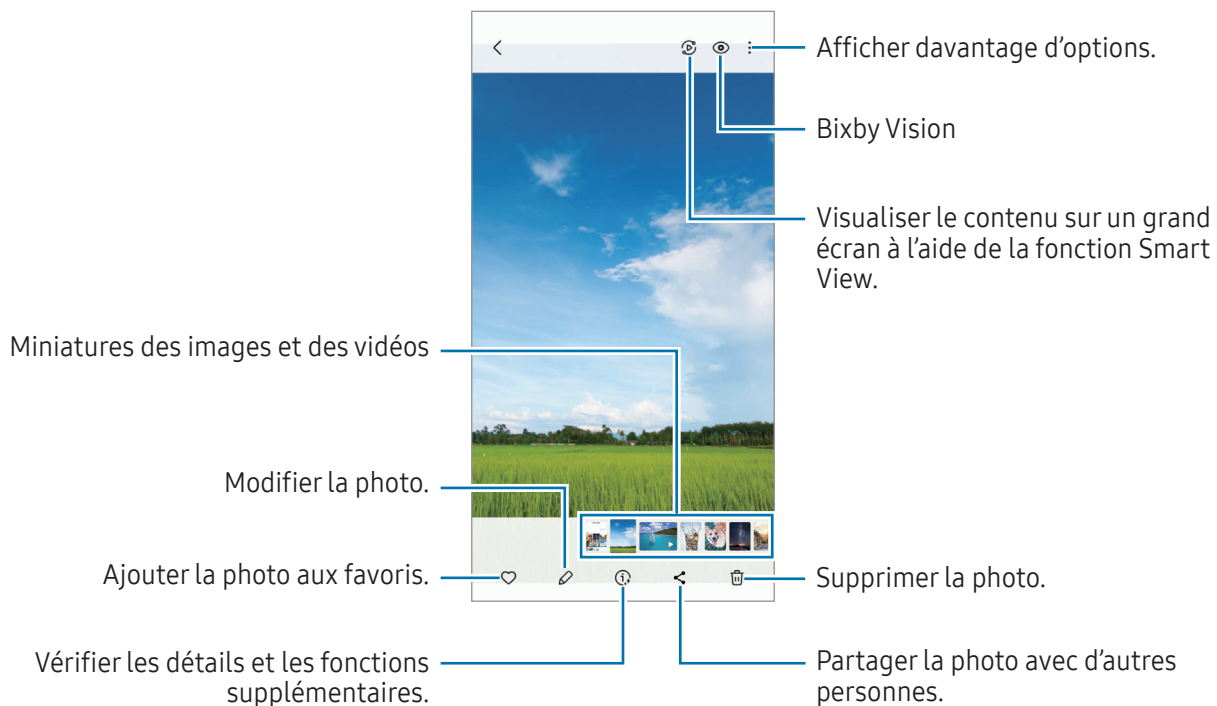 Afficher davantage d'options.
Bixby Vision
Visualiser le contenu sur un grand
écran à l'aide de la fonction Smart
View.
Miniatures des images et des vidéos
Modifier la photo.
Ajouter la photo aux favoris.
Supprimer la photo.
Vérifier les détails et les fonctions
supplémentaires.
Partager la photo avec d'autres
personnes.